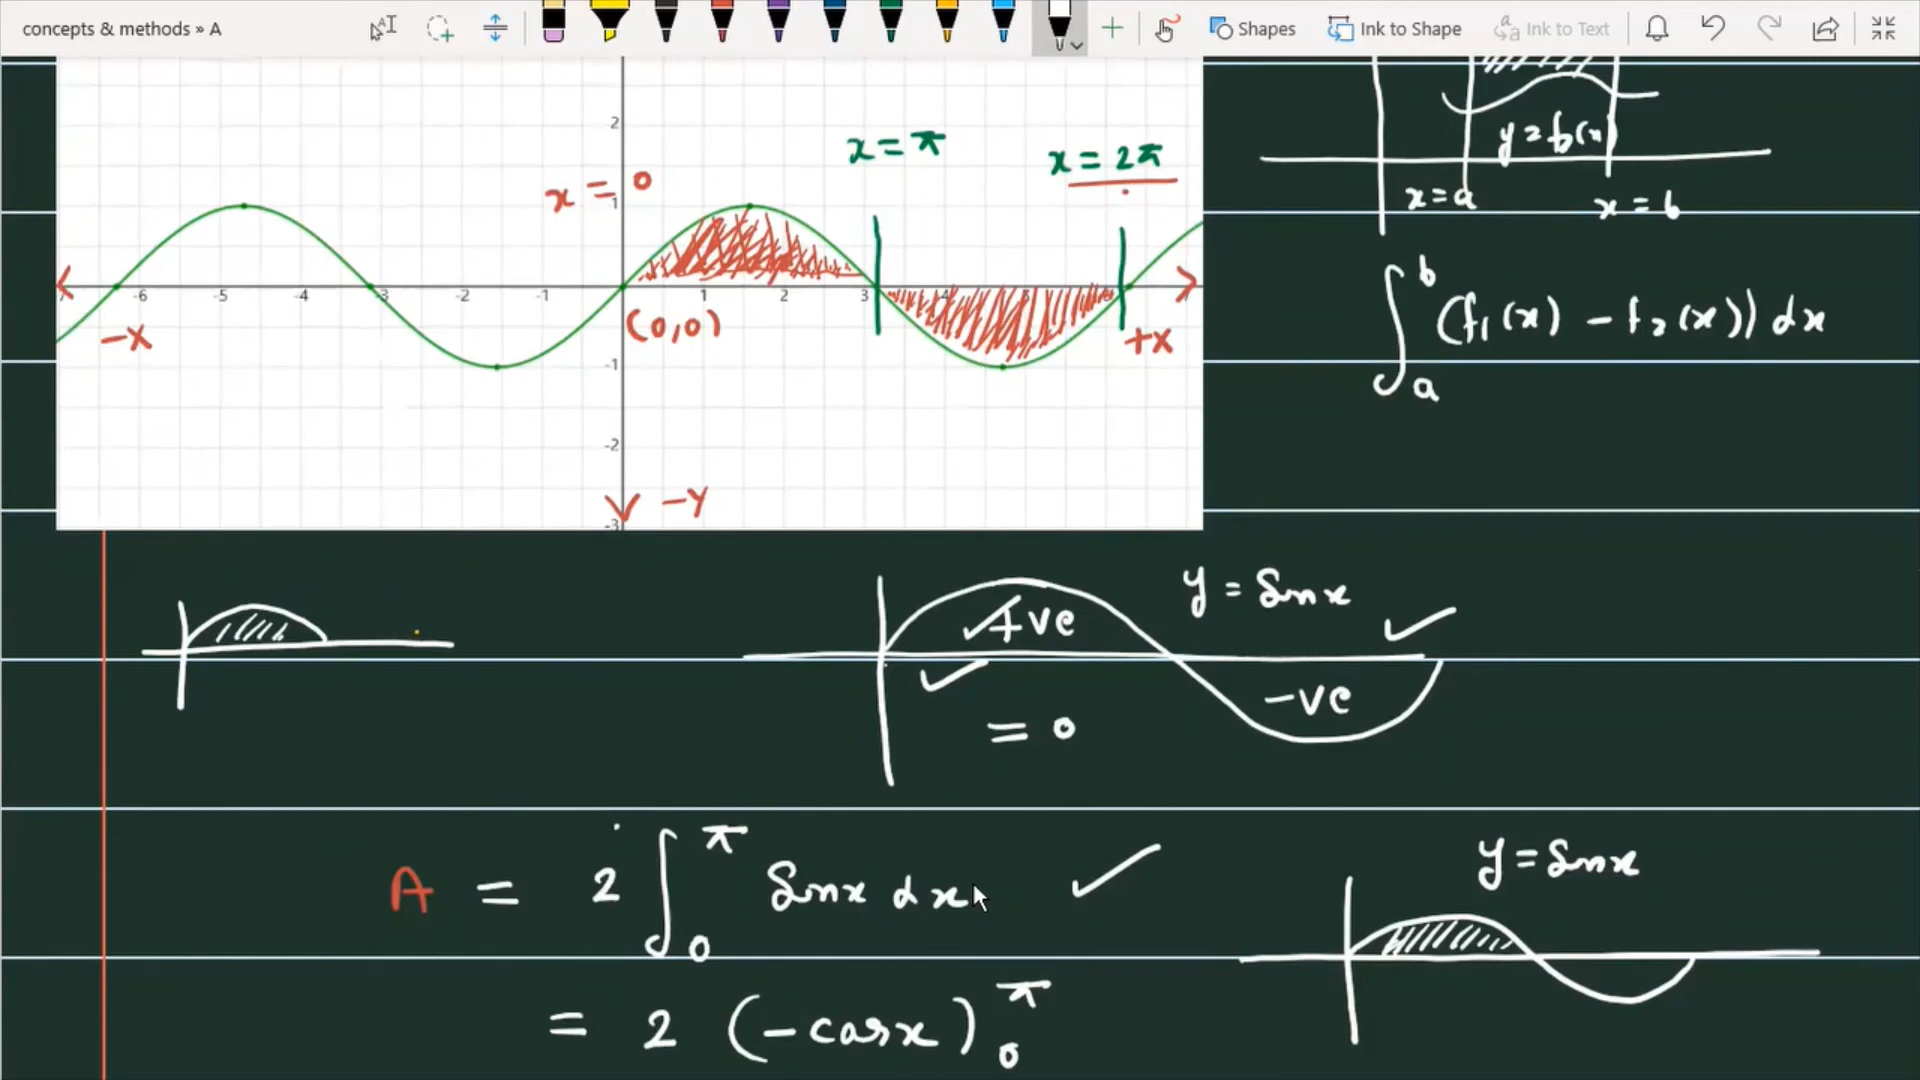 concepts & methods » A
Shapes
Ink to Shape
Ink to Text
2
1
-1
-2
-3
-6 -5 -4 -3 -2 -1 1 2 3
x = 0
x = π
x = 2π
(0,0)
-X
+X
-Y
x = a
x = b
∫ₐᵇ (f₁(x) - f₂(x)) dx
y = Sinx
+ve
-ve
= 0
A = 2 ∫₀^π Sinx dx
y = Sinx
= 2 (-cosx)₀^π